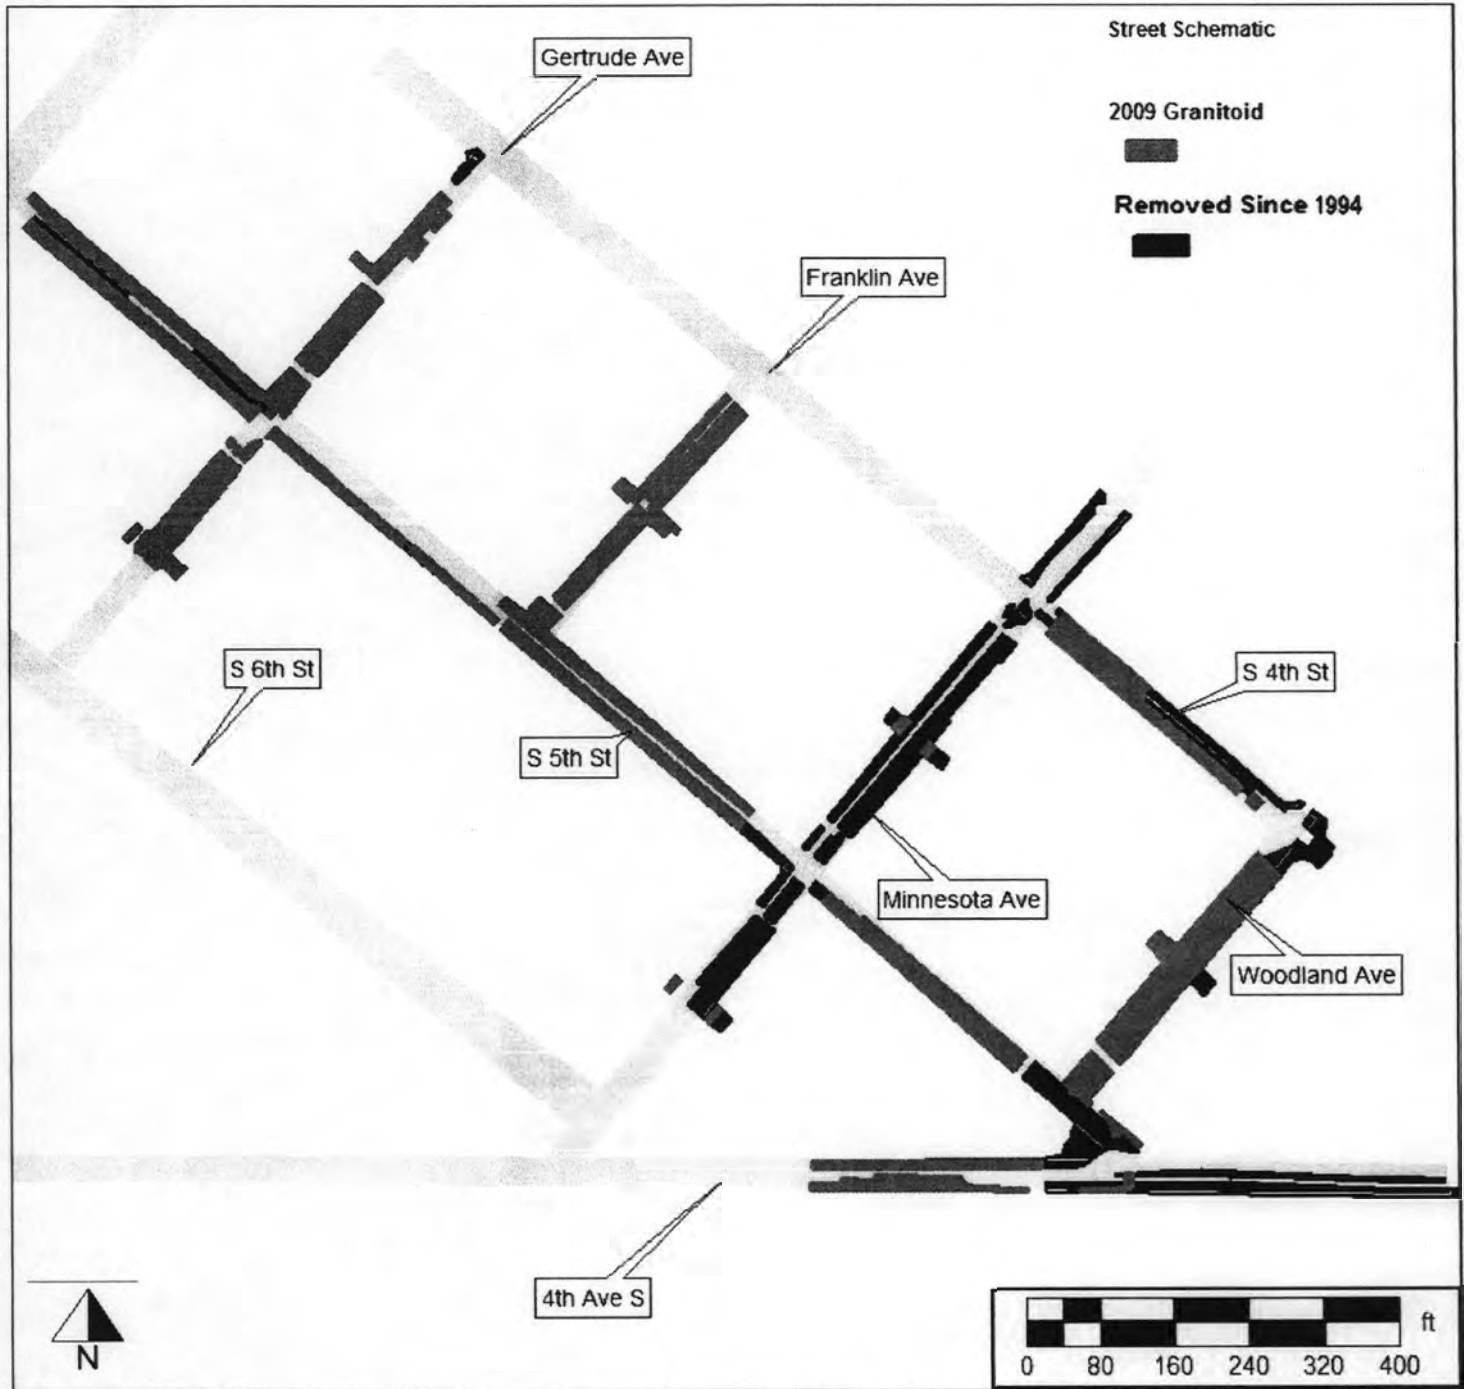 Street Schematic
Gertrude Ave
2009 Granitoid
Removed Since 1994
Franklin Ave
S 6th St
S 4th St
S 5th St
Minnesota Ave
Woodland Ave
4th Ave S
N
ft
0 80 160 240 320 400